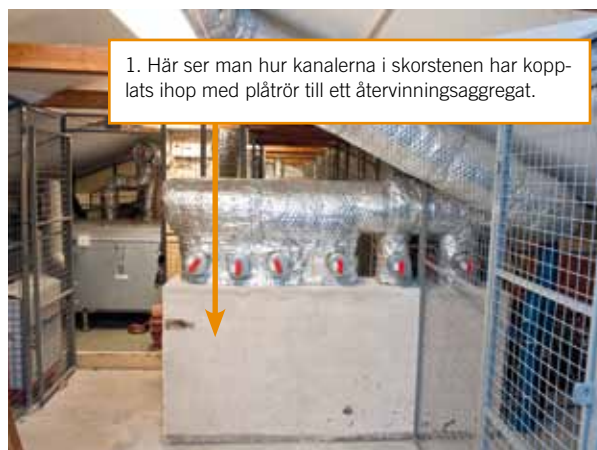 1. Här ser man hur kanalerna i skorstenen har kopp-
lats ihop med plåtrör till ett återvinningsaggregat.